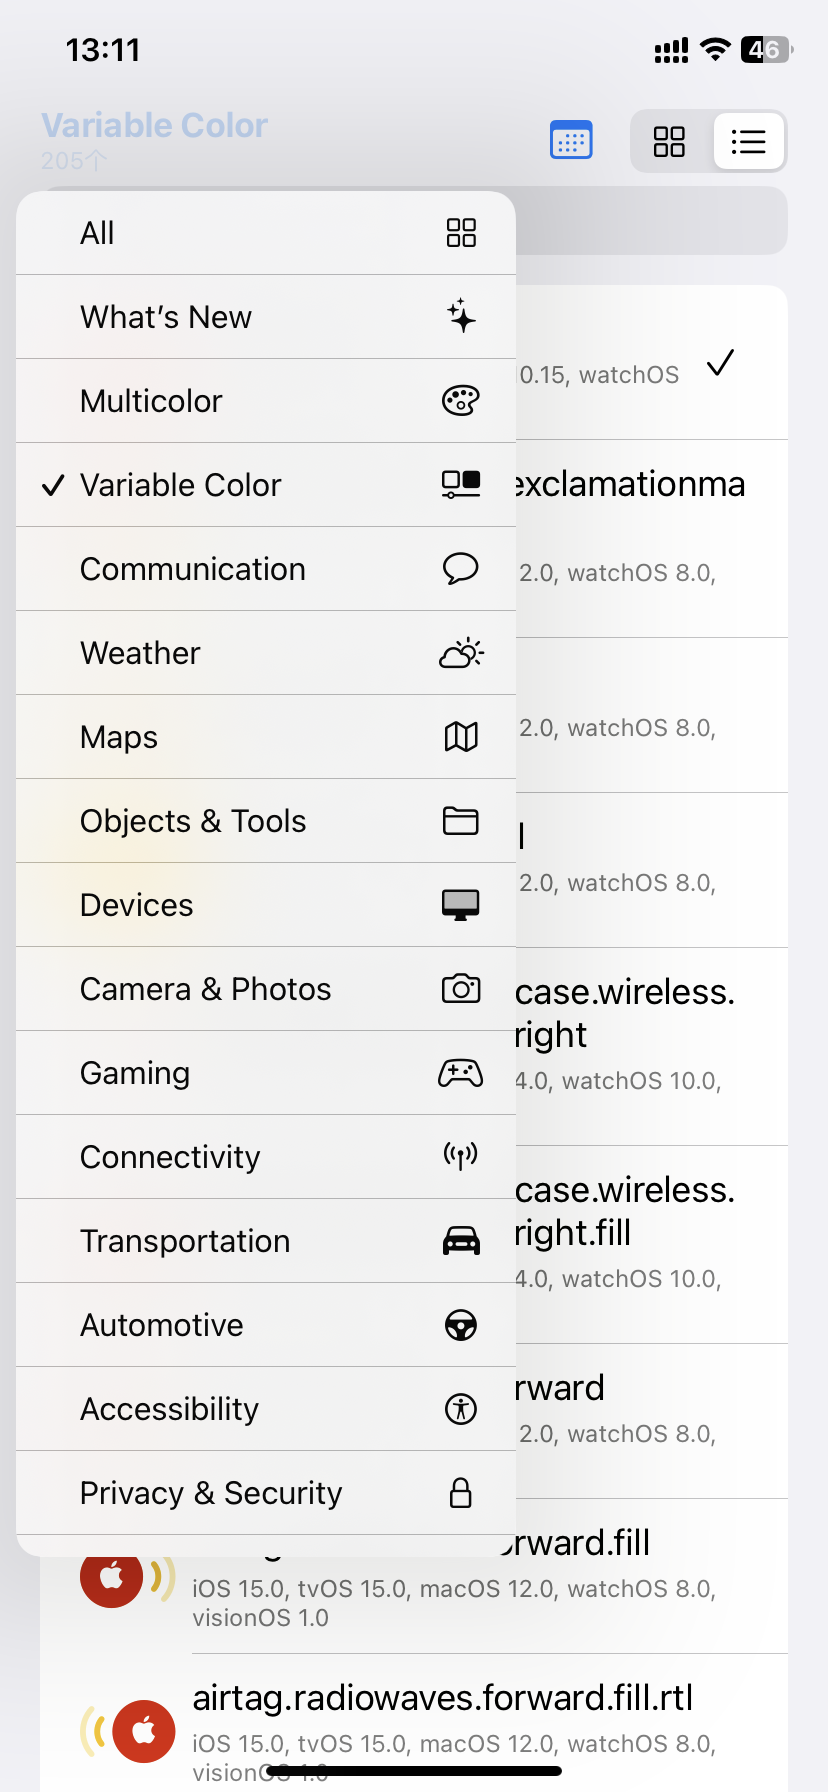 13:11
46
Variable Color
205个
All
What's New
Multicolor
Variable Color
Communication
Weather
Maps
Objects & Tools
Devices
Camera & Photos
Gaming
Connectivity
Transportation
Automotive
Accessibility
Privacy & Security
0.15, watchOS
exclamationma
2.0, watchOS 8.0,
2.0, watchOS 8.0,
l
2.0, watchOS 8.0,
case.wireless.
right
4.0, watchOS 10.0,
case.wireless.
right.fill
4.0, watchOS 10.0,
rward
2.0, watchOS 8.0,
rward.fill
iOS 15.0, tvOS 15.0, macOS 12.0, watchOS 8.0,
visionOS 1.0
airtag.radiowaves.forward.fill.rtl
iOS 15.0, tvOS 15.0, macOS 12.0, watchOS 8.0,
visionOS 1.0